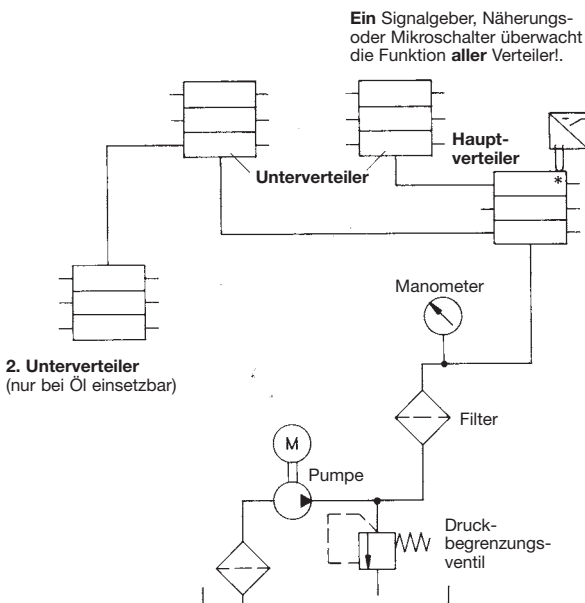 Ein Signalgeber, Näherungs-
oder Mikroschalter überwacht
die Funktion aller Verteiler!.
Haupt-
verteiler
Unterverteiler
*
Manometer
2. Unterverteiler
(nur bei Öl einsetzbar)
Filter
M
Pumpe
Druck-
begrenzungs-
ventil